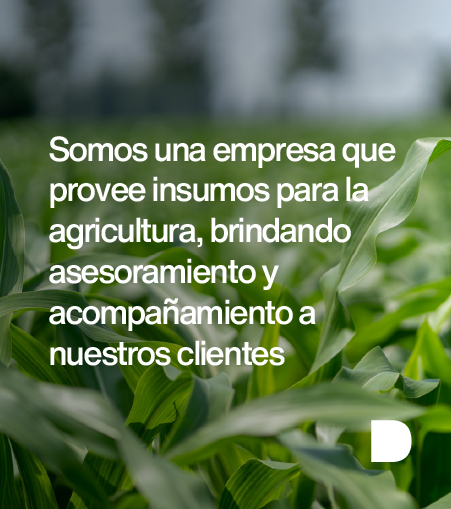 Somos una empresa que
provee insumos para la
agricultura, brindando
asesoramiento y
acompañamiento a
nuestros clientes